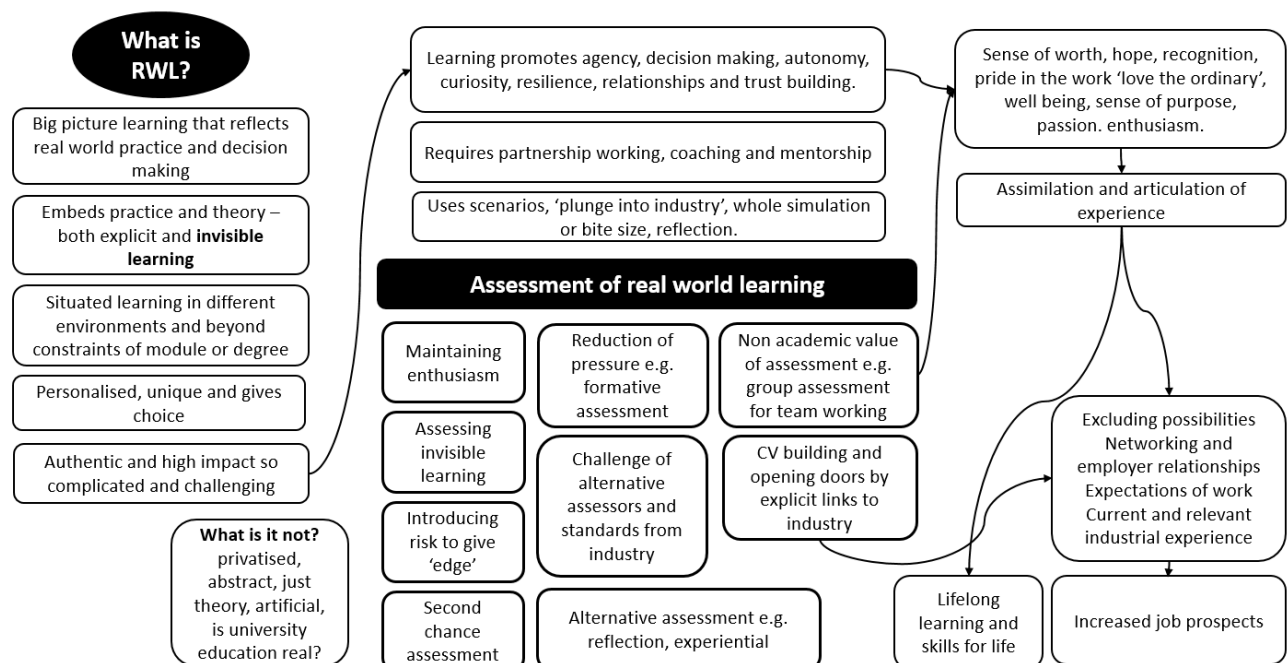 What is
RWL?
Big picture learning that reflects
real world practice and decision
making
Embeds practice and theory –
both explicit and invisible
learning
Situated learning in different
environments and beyond
constraints of module or degree
Personalised, unique and gives
choice
Authentic and high impact so
complicated and challenging
What is it not?
privatised,
abstract, just
theory, artificial,
is university
education real?
Learning promotes agency, decision making, autonomy,
curiosity, resilience, relationships and trust building.
Requires partnership working, coaching and mentorship
Uses scenarios, ‘plunge into industry’, whole simulation
or bite size, reflection.
Assessment of real world learning
Maintaining
enthusiasm
Assessing
invisible
learning
Introducing
risk to give
‘edge’
Second
chance
assessment
Reduction of
pressure e.g.
formative
assessment
Challenge of
alternative
assessors and
standards from
industry
Alternative assessment e.g.
reflection, experiential
Non academic value
of assessment e.g.
group assessment
for team working
CV building and
opening doors by
explicit links to
industry
Sense of worth, hope, recognition,
pride in the work ‘love the ordinary’,
well being, sense of purpose,
passion. enthusiasm.
Assimilation and articulation of
experience
Excluding possibilities
Networking and
employer relationships
Expectations of work
Current and relevant
industrial experience
Lifelong
learning and
skills for life
Increased job prospects